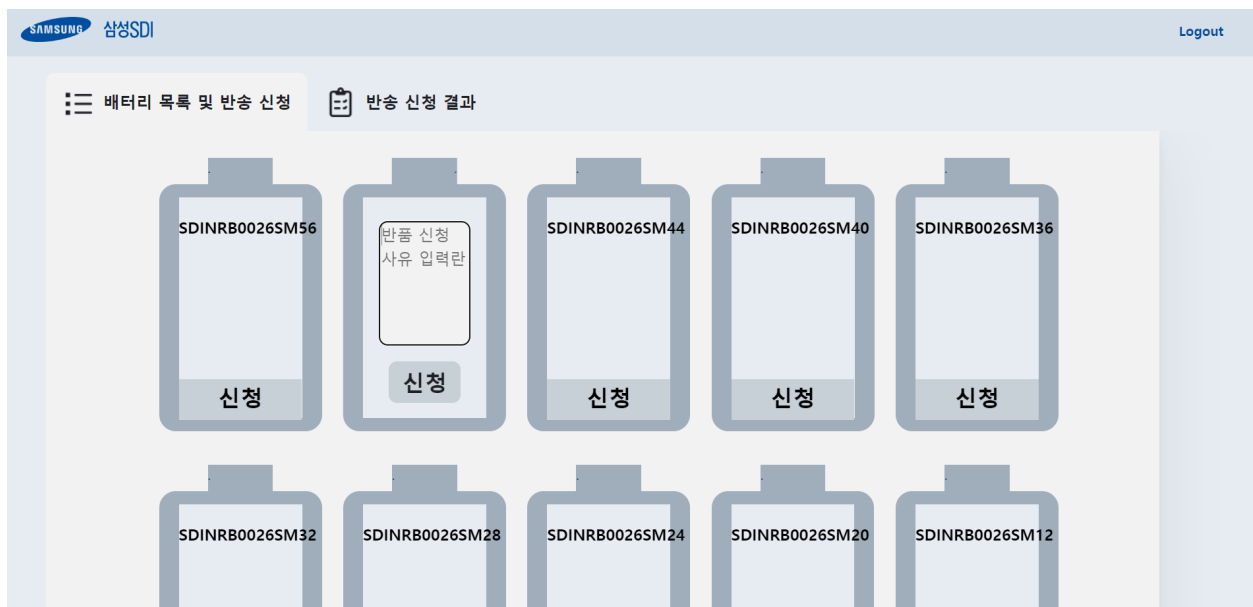 SAMSUNG 삼성SDI
Logout
배터리 목록 및 반송 신청
반송 신청 결과
SDINRB0026SM56
반품 신청
사유 입력란
SDINRB0026SM44
SDINRB0026SM40
SDINRB0026SM36
신청
신청
신청
신청
신청
SDINRB0026SM32
SDINRB0026SM28
SDINRB0026SM24
SDINRB0026SM20
SDINRB0026SM12